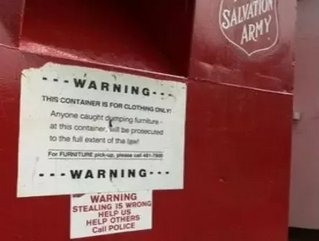 SALVATION
ARMY
---WARNING---
THIS CONTAINER IS FOR CLOTHING ONLY!
Anyone caught dumping furniture
at this container, will be prosecuted
to the full extent of the law!
For FURNITURE pick-up, please call 461-7800
---WARNING---
WARNING
STEALING IS WRONG
HELP US
HELP OTHERS
Call POLICE